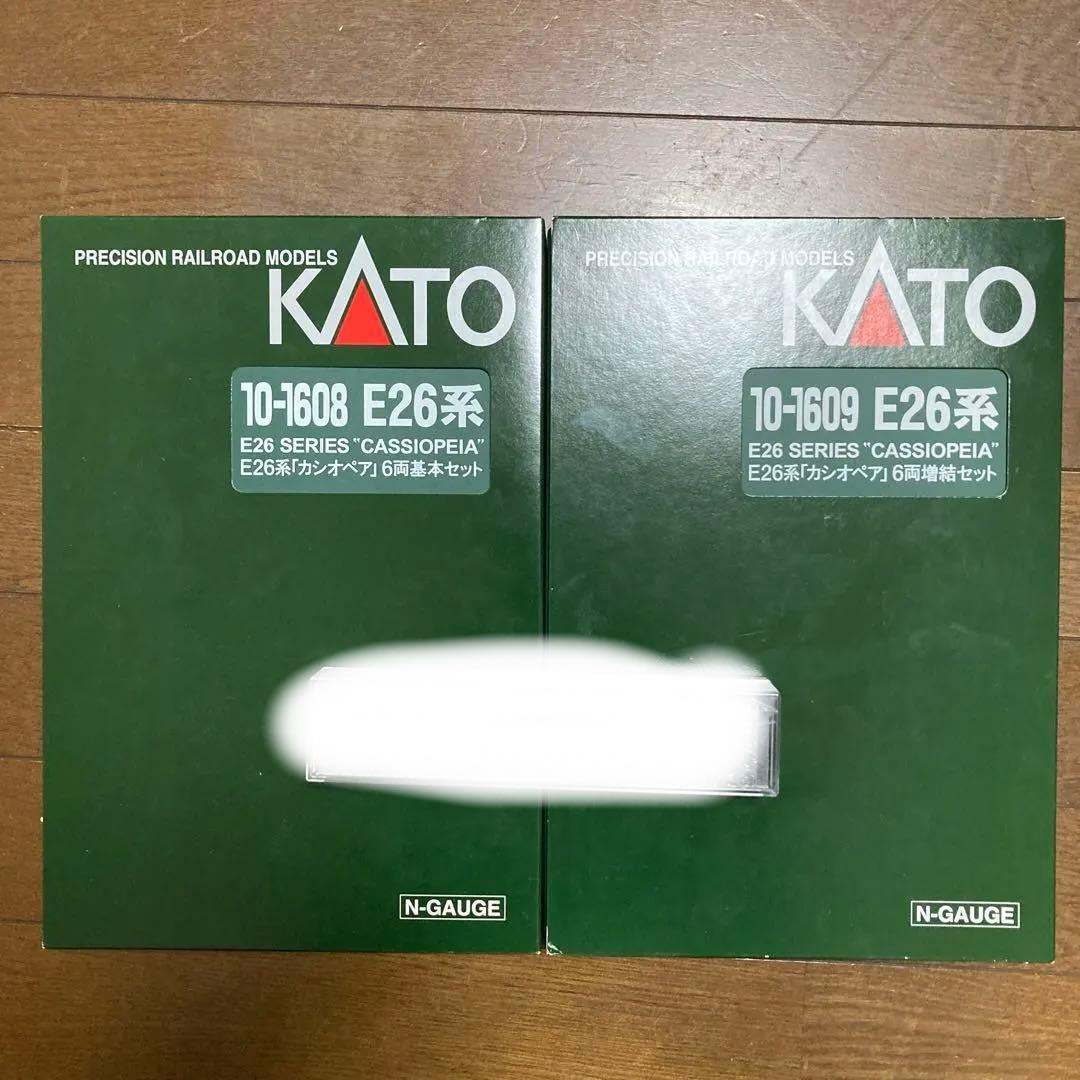 PRECISION RAILROAD MODELS
KATO
10-1608 E26系
E26 SERIES "CASSIOPEIA"
E26系「カシオペア」6両基本セット
N-GAUGE
PRECISION RAILROAD MODELS
KATO
10-1609 E26系
E26 SERIES "CASSIOPEIA"
E26系「カシオペア」6両増結セット
N-GAUGE